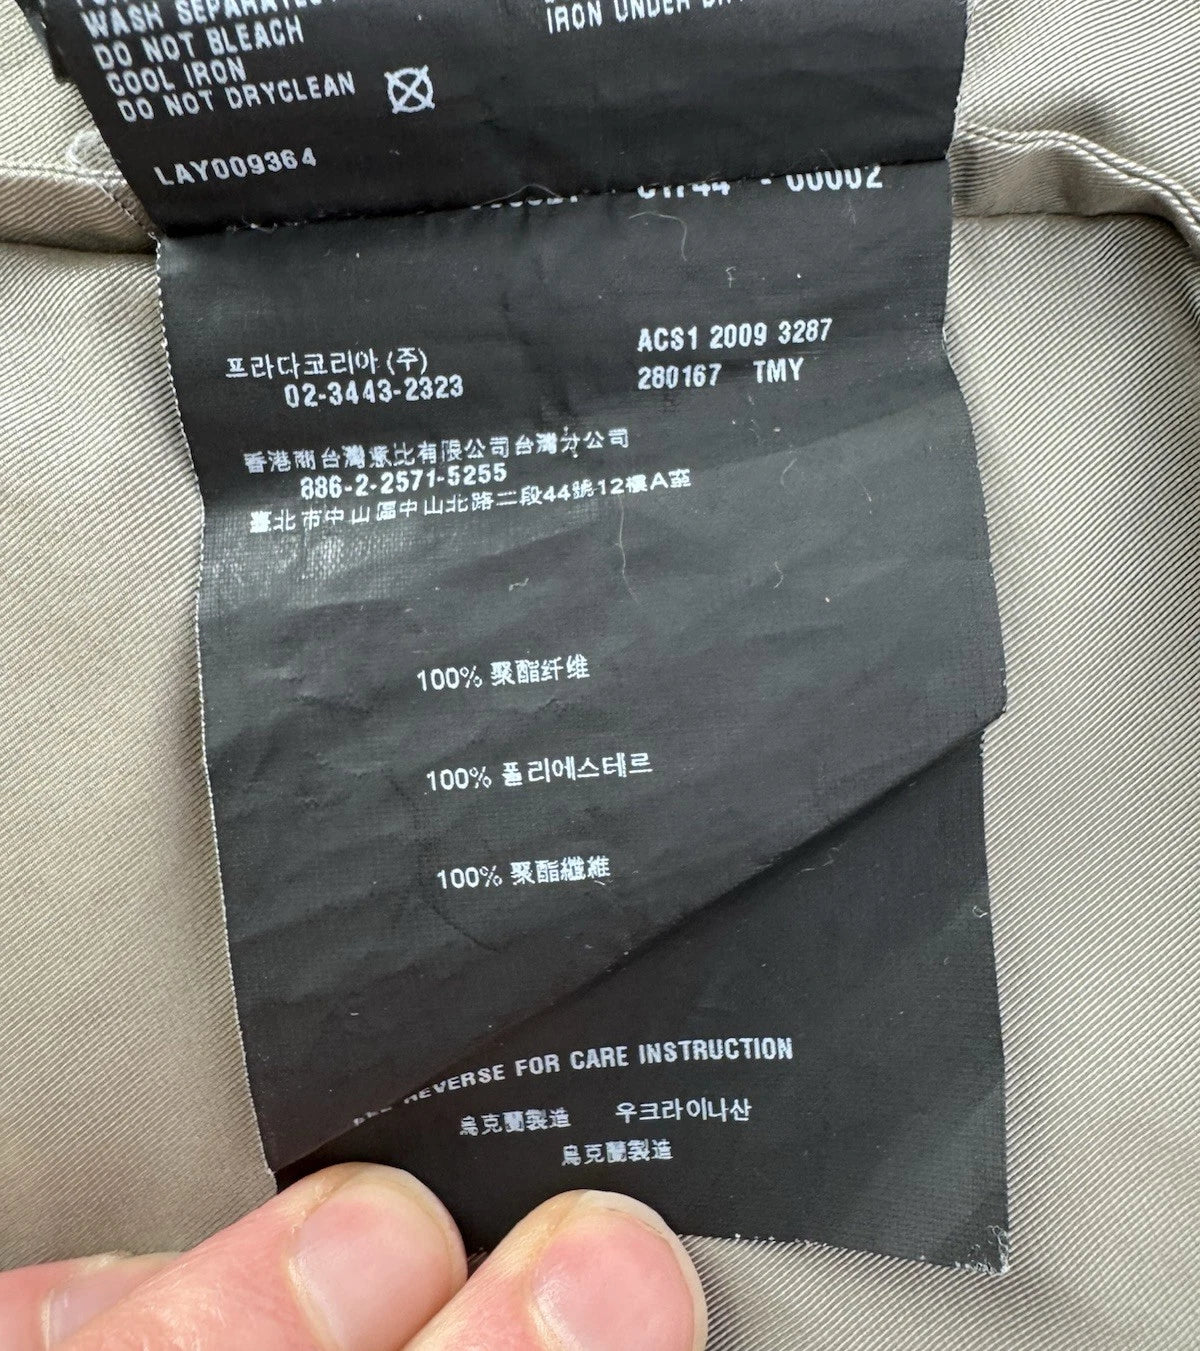 WASH SEPARATELY
DO NOT BLEACH
COOL IRON
DO NOT DRYCLEAN
IRON UNDER
LAY009364
- 00002
프라다코리아 (주)
02-3443-2323
ACS1 2009 3287
280167 TMY
香港商台灣 比有限公司台灣分公司
886-2-2571-5255
臺北市中山區中山北路二段44號12樓A室
100% 聚酯纤维
100% 폴리에스테르
100% 聚酯纖維
REVERSE FOR CARE INSTRUCTION
烏克蘭製造 우크라이나산
烏克蘭製造